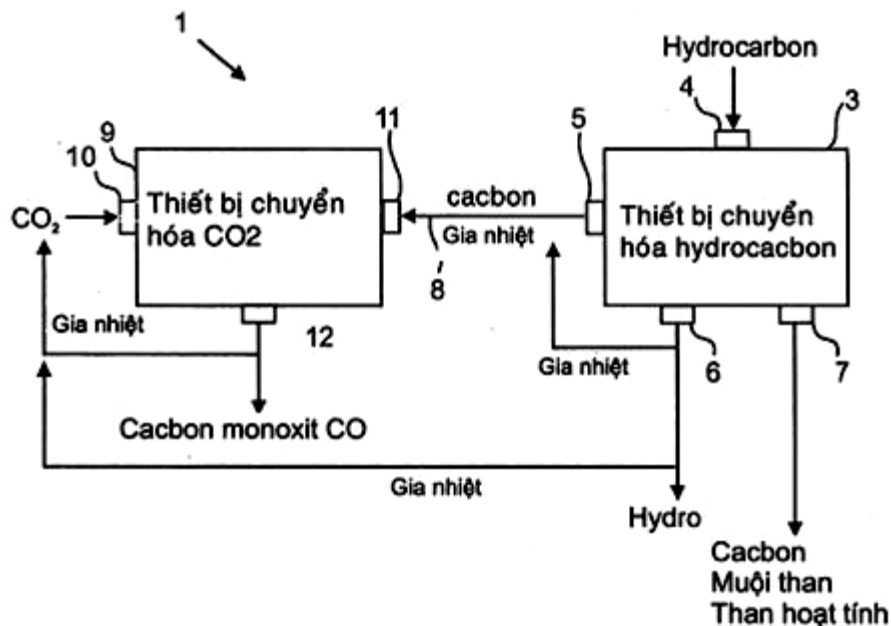 1
Hydrocarbon
4
3
5
11
9
10
Thiết bị chuyển
hóa CO2
cacbon
Thiết bị chuyển
hóa hydrocacbon
CO₂
Gia nhiệt
8
Gia nhiệt
12
Gia nhiệt
6
7
Cacbon monoxit CO
Gia nhiệt
Hydro
Cacbon
Muội than
Than hoạt tính